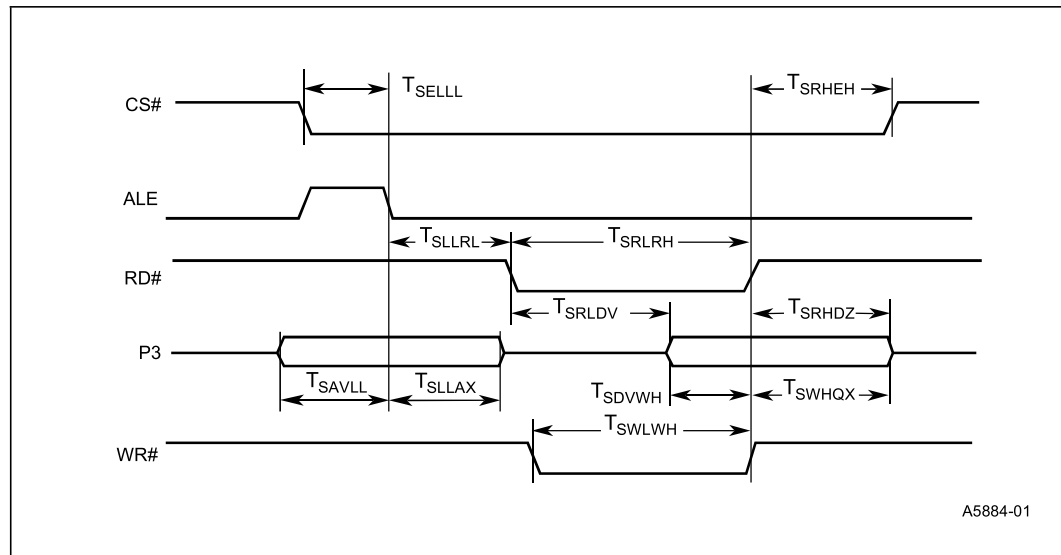 CS#
T_SELLL
T_SRHEH
ALE
T_SLLRL
T_SRLRH
RD#
T_SRLDV
T_SRHDZ
P3
T_SAVLL
T_SLLAX
T_SDVWH
T_SWHQX
T_SWLWH
WR#
A5884-01